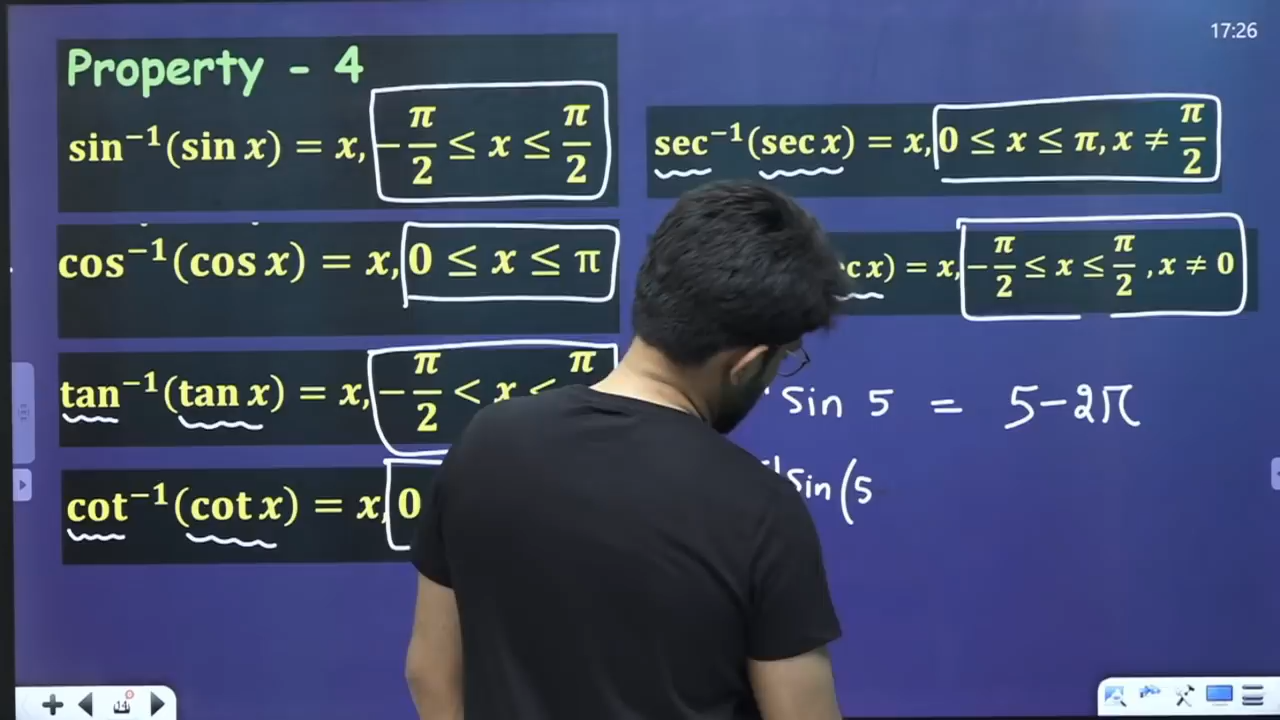 17:26
Property - 4
sin⁻¹(sin x) = x, -π/2 ≤ x ≤ π/2
cos⁻¹(cos x) = x, 0 ≤ x ≤ π
tan⁻¹(tan x) = x, -π/2 < x < π
cot⁻¹(cot x) = x, 0
sec⁻¹(sec x) = x, 0 ≤ x ≤ π, x ≠ π/2
c x) = x, -π/2 ≤ x ≤ π/2, x ≠ 0
sin 5 = 5-2π
sin(5
14